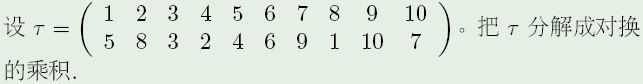 设 τ = ( 1 2 3 4 5 6 7 8 9 10
5 8 3 2 4 6 9 1 10 7 )。把 τ 分解成对换
的乘积.